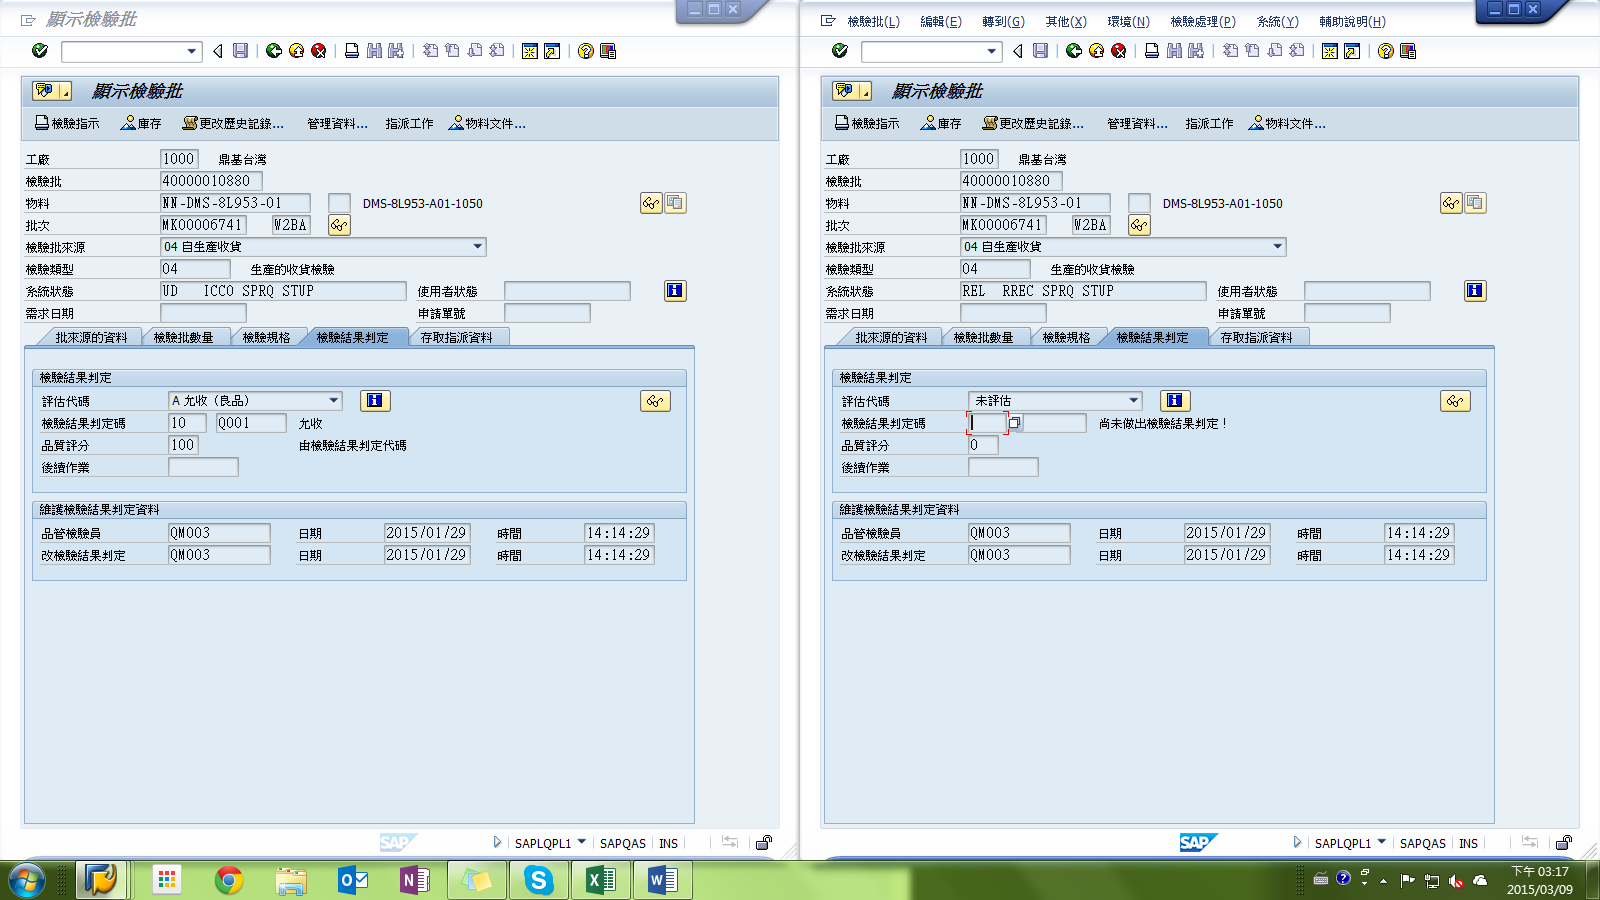 顯示檢驗批
顯示檢驗批
檢驗指示 庫存 更改歷史記錄... 管理資料... 指派工作 物料文件...
工廠 1000 鼎基台灣
檢驗批 40000010880
物料 NN-DMS-8L953-01 DMS-8L953-A01-1050
批次 MK00006741 W2BA
檢驗批來源 04 自生產收貨
檢驗類型 04 生產的收貨檢驗
系統狀態 UD ICCO SPRQ STUP 使用者狀態
需求日期 申請單號
批來源的資料 檢驗批數量 檢驗規格 檢驗結果判定 存取指派資料
檢驗結果判定
評估代碼 A 允收（良品）
檢驗結果判定碼 10 Q001 允收
品質評分 100 由檢驗結果判定代碼
後續作業
維護檢驗結果判定資料
品管檢驗員 QM003 日期 2015/01/29 時間 14:14:29
改檢驗結果判定 QM003 日期 2015/01/29 時間 14:14:29
SAP SAPLQPL1 SAPQAS INS
檢驗批(L) 編輯(E) 轉到(G) 其他(X) 環境(N) 檢驗處理(P) 系統(Y) 輔助說明(H)
顯示檢驗批
檢驗指示 庫存 更改歷史記錄... 管理資料... 指派工作 物料文件...
工廠 1000 鼎基台灣
檢驗批 40000010880
物料 NN-DMS-8L953-01 DMS-8L953-A01-1050
批次 MK00006741 W2BA
檢驗批來源 04 自生產收貨
檢驗類型 04 生產的收貨檢驗
系統狀態 REL RREC SPRQ STUP 使用者狀態
需求日期 申請單號
批來源的資料 檢驗批數量 檢驗規格 檢驗結果判定 存取指派資料
檢驗結果判定
評估代碼 未評估
檢驗結果判定碼 尚未做出檢驗結果判定！
品質評分 0
後續作業
維護檢驗結果判定資料
品管檢驗員 QM003 日期 2015/01/29 時間 14:14:29
改檢驗結果判定 QM003 日期 2015/01/29 時間 14:14:29
SAP SAPLQPL1 SAPQAS INS
下午 03:17
2015/03/09